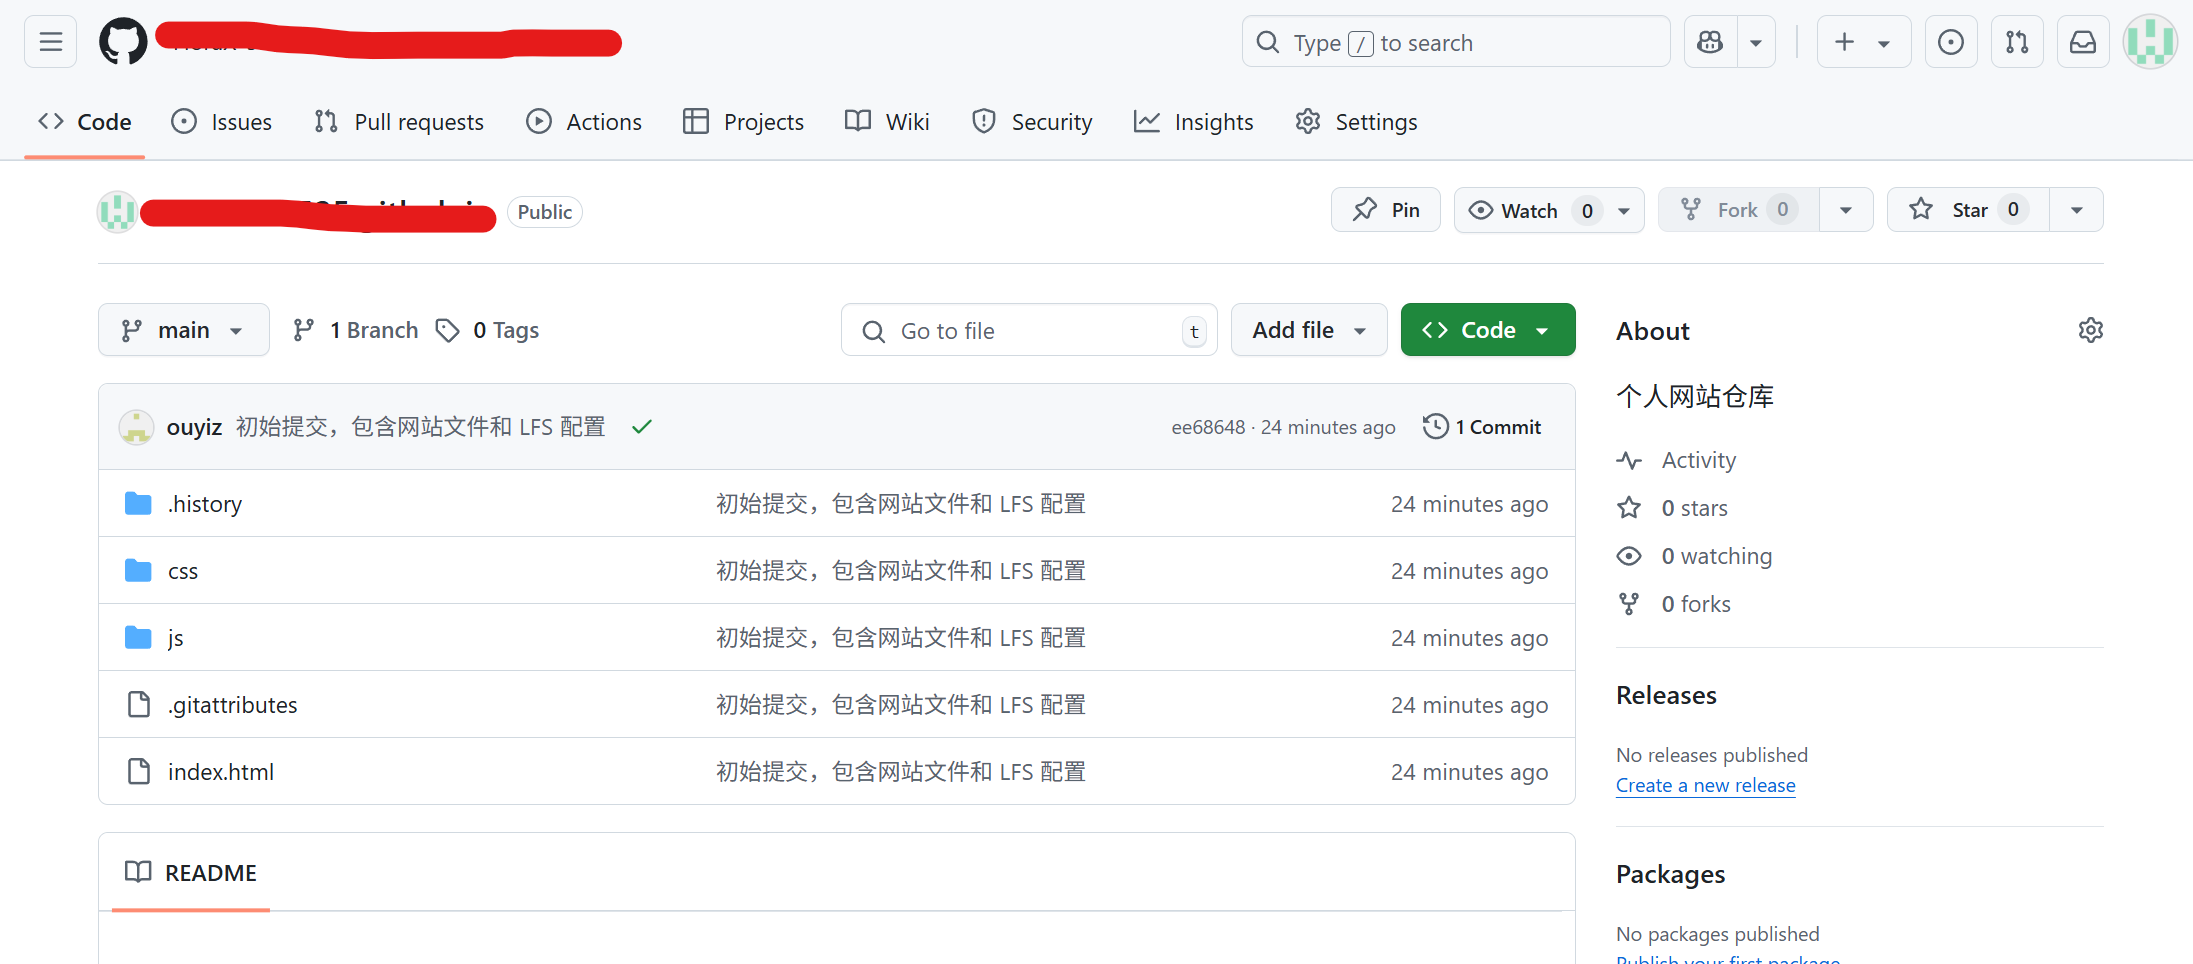 Type / to search
Code Issues Pull requests Actions Projects Wiki Security Insights Settings
Public Pin Watch 0 Fork 0 Star 0
main 1 Branch 0 Tags Go to file t Add file Code
About
个人网站仓库
ouyiz 初始提交，包含网站文件和 LFS 配置 ee68648 · 24 minutes ago 1 Commit
.history 初始提交，包含网站文件和 LFS 配置 24 minutes ago
css 初始提交，包含网站文件和 LFS 配置 24 minutes ago
js 初始提交，包含网站文件和 LFS 配置 24 minutes ago
.gitattributes 初始提交，包含网站文件和 LFS 配置 24 minutes ago
index.html 初始提交，包含网站文件和 LFS 配置 24 minutes ago
README
Activity
0 stars
0 watching
0 forks
Releases
No releases published
Create a new release
Packages
No packages published
Publish your first package